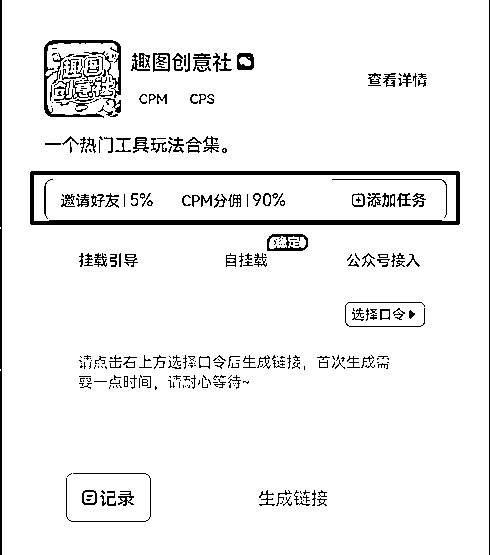 趣图创意社
趣图创意社
查看详情
CPM CPS
一个热门工具玩法合集。
邀请好友|5% CPM分佣|90% 添加任务
稳定!
挂载引导 自挂载 公众号接入
选择口令
请点击右上方选择口令后生成链接，首次生成需
要一点时间，请耐心等待~
记录 生成链接